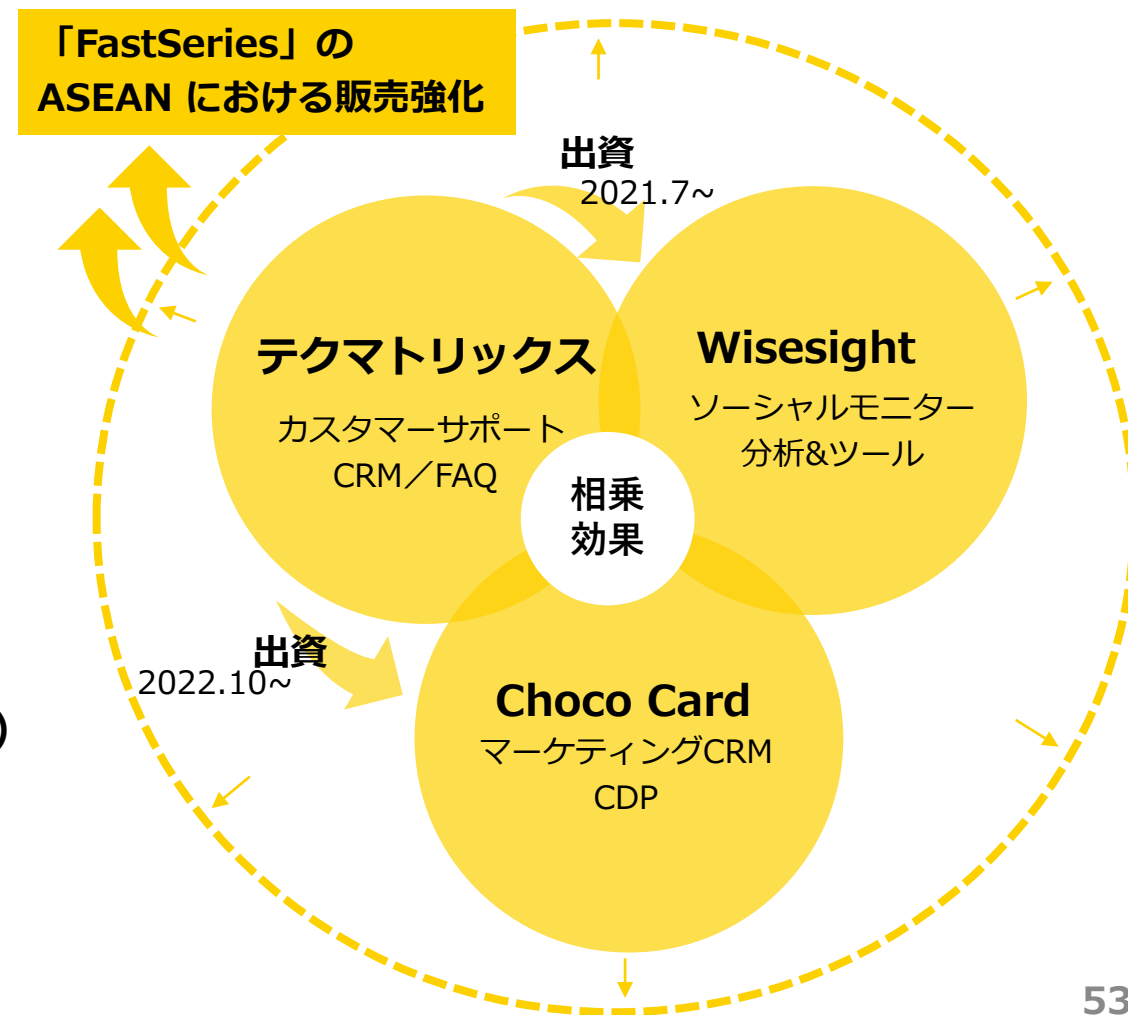 「FastSeries」の
ASEAN における販売強化
出資
2021.7~
テクマトリックス
カスタマーサポート
CRM／FAQ
Wisesight
ソーシャルモニター
分析&ツール
相乗
効果
出資
2022.10~
)
Choco Card
マーケティングCRM
CDP
53